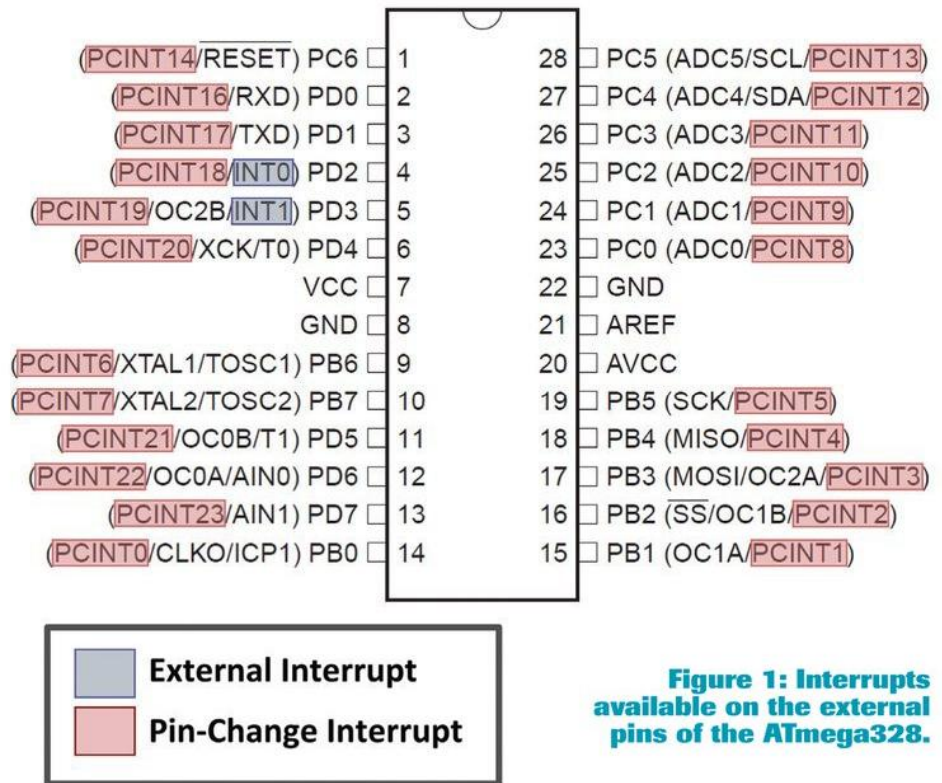 (PCINT14/RESET) PC6 1 28 PC5 (ADC5/SCL/PCINT13)
(PCINT16/RXD) PD0 2 27 PC4 (ADC4/SDA/PCINT12)
(PCINT17/TXD) PD1 3 26 PC3 (ADC3/PCINT11)
(PCINT18/INT0) PD2 4 25 PC2 (ADC2/PCINT10)
(PCINT19/OC2B/INT1) PD3 5 24 PC1 (ADC1/PCINT9)
(PCINT20/XCK/T0) PD4 6 23 PC0 (ADC0/PCINT8)
VCC 7 22 GND
GND 8 21 AREF
(PCINT6/XTAL1/TOSC1) PB6 9 20 AVCC
(PCINT7/XTAL2/TOSC2) PB7 10 19 PB5 (SCK/PCINT5)
(PCINT21/OC0B/T1) PD5 11 18 PB4 (MISO/PCINT4)
(PCINT22/OC0A/AIN0) PD6 12 17 PB3 (MOSI/OC2A/PCINT3)
(PCINT23/AIN1) PD7 13 16 PB2 (SS/OC1B/PCINT2)
(PCINT0/CLKO/ICP1) PB0 14 15 PB1 (OC1A/PCINT1)
External Interrupt
Pin-Change Interrupt
Figure 1: Interrupts
available on the external
pins of the ATmega328.